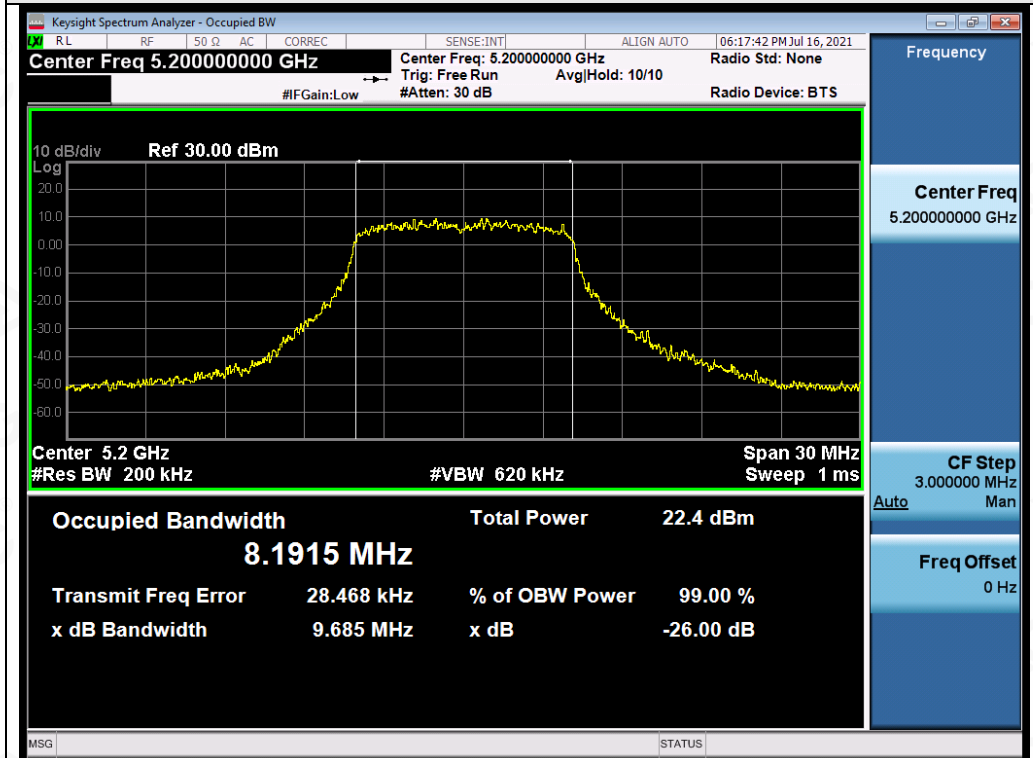 Keysight Spectrum Analyzer - Occupied BW
LXI RL RF 50 Ω AC CORREC SENSE:INT ALIGN AUTO 06:17:42 PM Jul 16, 2021
Center Freq 5.200000000 GHz
Center Freq: 5.200000000 GHz
Radio Std: None
Trig: Free Run Avg|Hold: 10/10
#IFGain:Low
#Atten: 30 dB
Radio Device: BTS
Frequency
10 dB/div Ref 30.00 dBm
Log
20.0
10.0
0.00
-10.0
-20.0
-30.0
-40.0
-50.0
-60.0
Center 5.2 GHz Span 30 MHz
#Res BW 200 kHz #VBW 620 kHz Sweep 1 ms
Center Freq
5.200000000 GHz
CF Step
3.000000 MHz
Auto Man
Freq Offset
0 Hz
Occupied Bandwidth Total Power 22.4 dBm
8.1915 MHz
Transmit Freq Error 28.468 kHz % of OBW Power 99.00 %
x dB Bandwidth 9.685 MHz x dB -26.00 dB
MSG STATUS